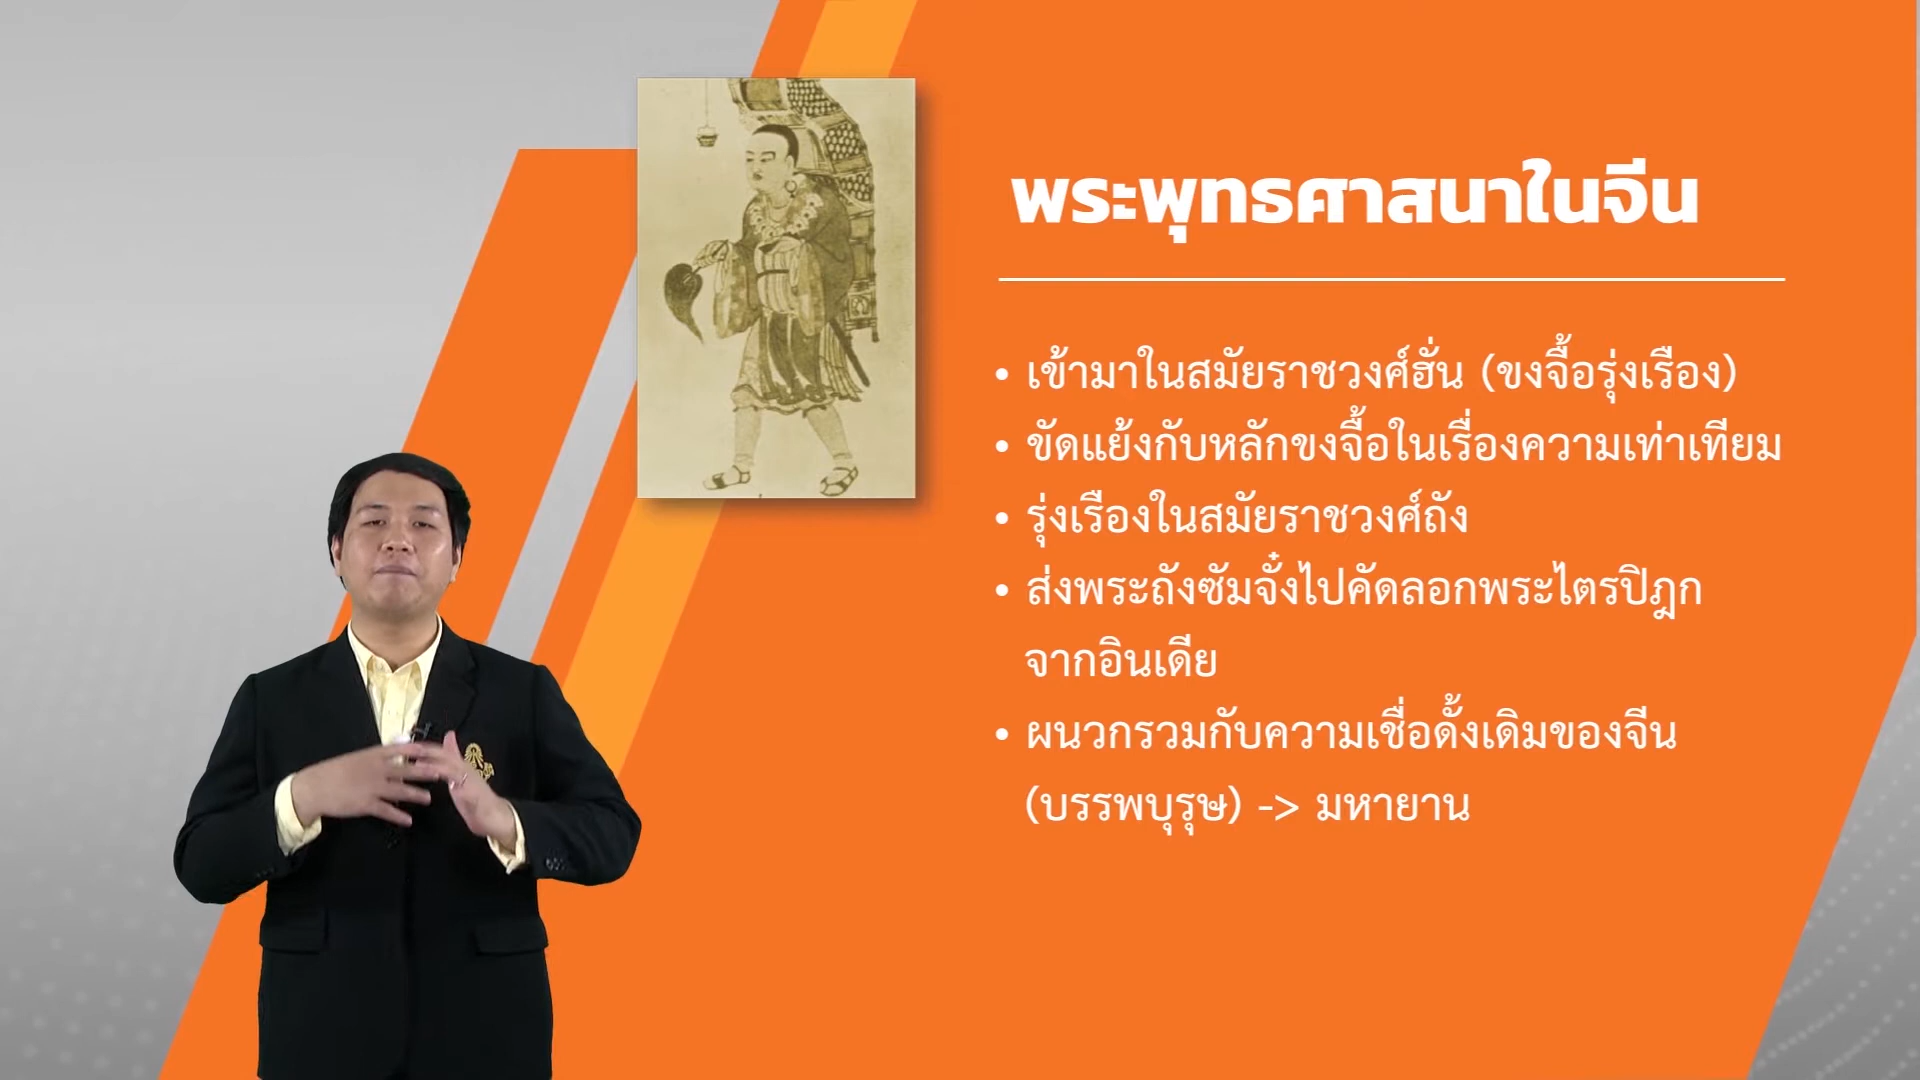 พระพุทธศาสนาในจีน
• เข้ามาในสมัยราชวงศ์ฮั่น (ขงจื้อรุ่งเรือง)
• ขัดแย้งกับหลักขงจื้อในเรื่องความเท่าเทียม
• รุ่งเรืองในสมัยราชวงศ์ถัง
• ส่งพระถังซัมจั๋งไปคัดลอกพระไตรปิฎก
จากอินเดีย
• ผนวกรวมกับความเชื่อดั้งเดิมของจีน
(บรรพบุรุษ) -> มหายาน